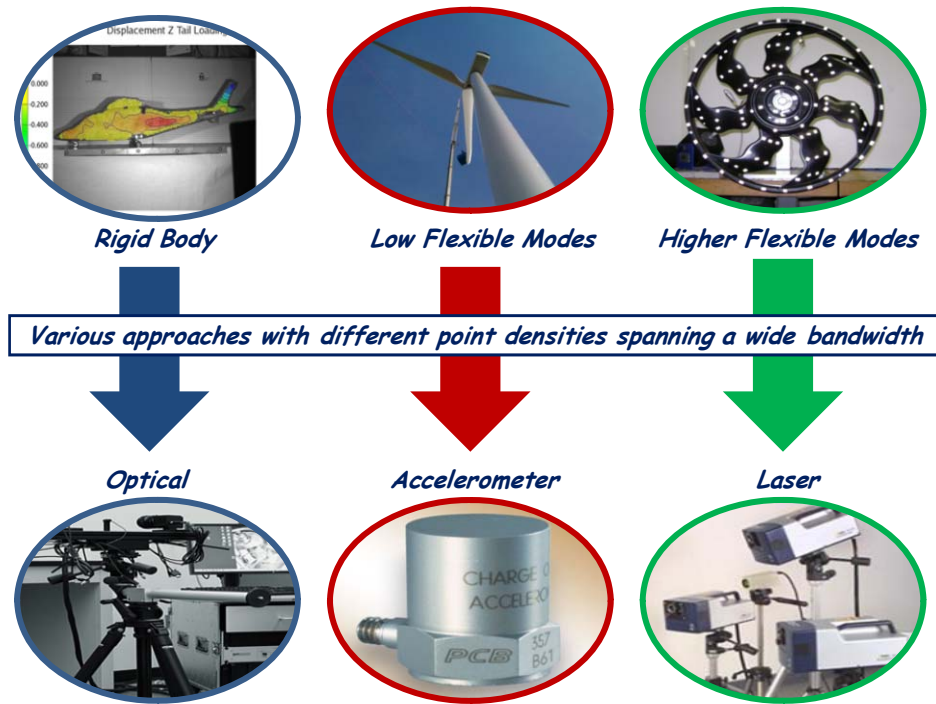 Displacement Z Tail Loading
0.000
-0.200
-0.400
-0.600
.800
Rigid Body
Low Flexible Modes
Higher Flexible Modes
Various approaches with different point densities spanning a wide bandwidth
Optical
Accelerometer
Laser
CHARGE
ACCELERO
PCB
357
B61